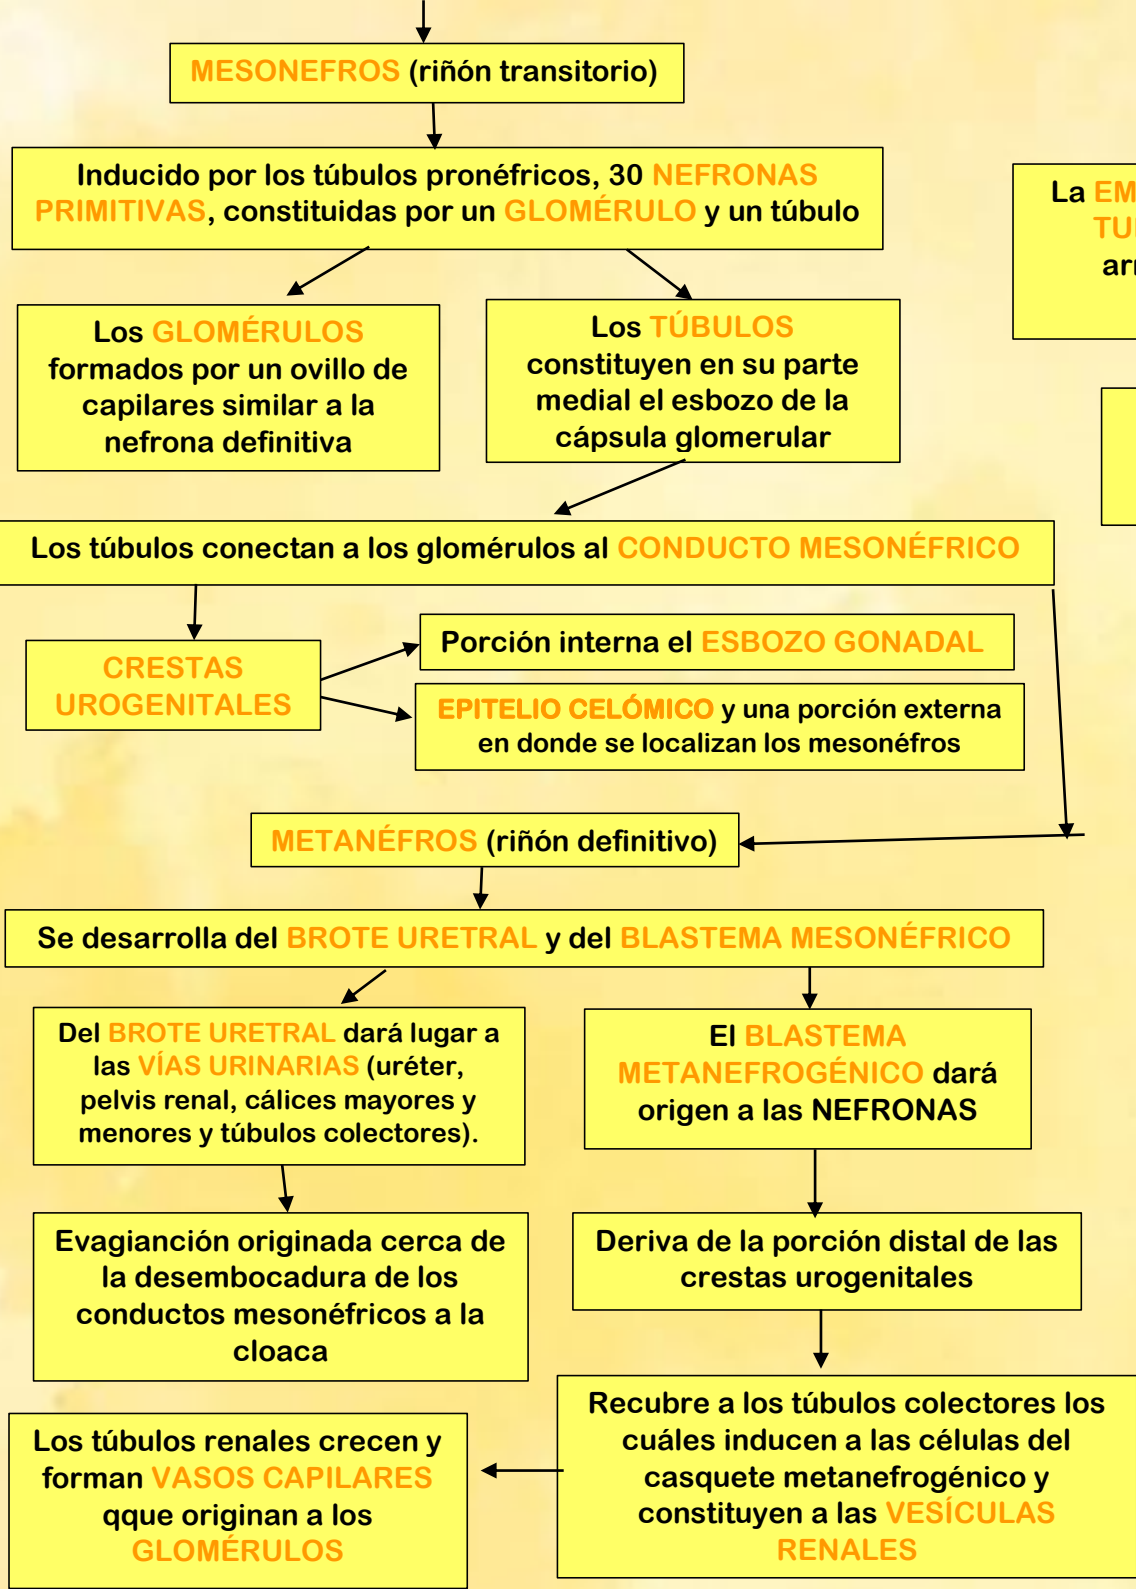 MESONEFROS (riñón transitorio)
Inducido por los túbulos pronéfricos, 30 NEFRONAS
PRIMITIVAS, constituidas por un GLOMÉRULO y un túbulo
La
Los GLOMÉRULOS
formados por un ovillo de
capilares similar a la
nefrona definitiva
Los TÚBULOS
constituyen en su parte
medial el esbozo de la
cápsula glomerular
Los túbulos conectan a los glomérulos al CONDUCTO MESONÉFRICO
CRESTAS
UROGENITALES
Porción interna el ESBOZO GONADAL
EPITELIO CELÓMICO y una porción externa
en donde se localizan los mesonéfros
METANÉFROS (riñón definitivo)
Se desarrolla del BROTE URETRAL y del BLASTEMA MESONÉFRICO
Del BROTE URETRAL dará lugar a
las VÍAS URINARIAS (uréter,
pelvis renal, cálices mayores y
menores y túbulos colectores).
El BLASTEMA
METANEFROGÉNICO dará
origen a las NEFRONAS
Evagianción originada cerca de
la desembocadura de los
conductos mesonéfricos a la
cloaca
Deriva de la porción distal de las
crestas urogenitales
Recubre a los túbulos colectores los
cuáles inducen a las células del
casquete metanefrogénico y
constituyen a las VESÍCULAS
RENALES
Los túbulos renales crecen y
forman VASOS CAPILARES
qque originan a los
GLOMÉRULOS